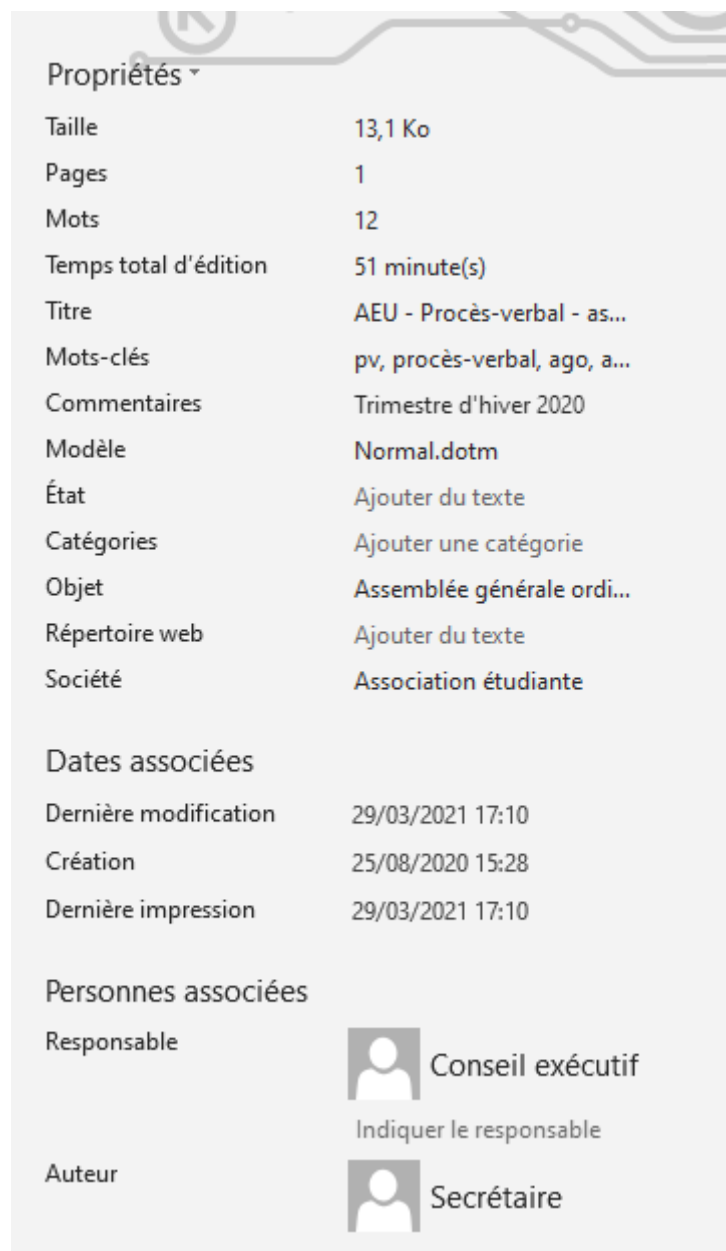 Propriétés
Taille 13,1 Ko
Pages 1
Mots 12
Temps total d'édition 51 minute(s)
Titre AEU - Procès-verbal - as...
Mots-clés pv, procès-verbal, ago, a...
Commentaires Trimestre d'hiver 2020
Modèle Normal.dotm
État Ajouter du texte
Catégories Ajouter une catégorie
Objet Assemblée générale ordi...
Répertoire web Ajouter du texte
Société Association étudiante
Dates associées
Dernière modification 29/03/2021 17:10
Création 25/08/2020 15:28
Dernière impression 29/03/2021 17:10
Personnes associées
Responsable Conseil exécutif
Indiquer le responsable
Auteur Secrétaire